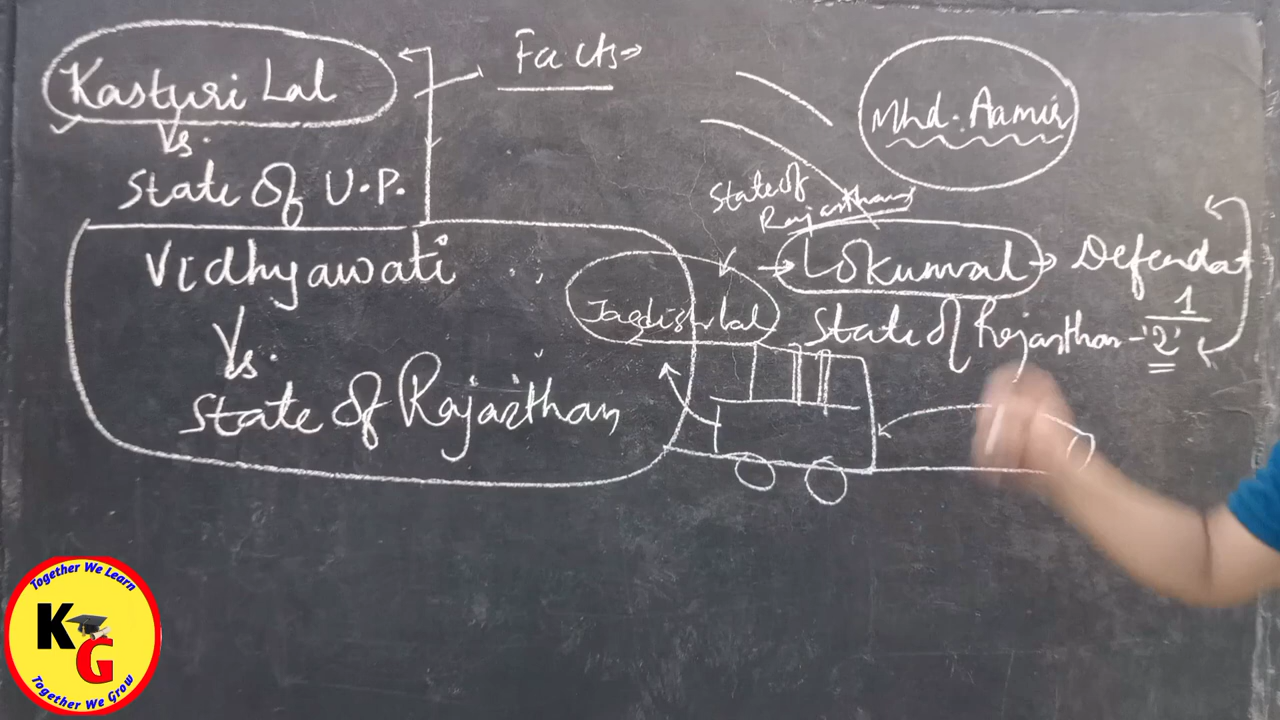 Kasturi Lal
Vs.
State Of U.P.
Facts
Mhd. Aamir
State of
Rajasthan
Vidhyawati
Vs.
State Of Rajasthan
Jagdish lal
Lokumal
Defendat
1
State Of Rajasthan - '2'
Together We Learn
KG
Together We Grow